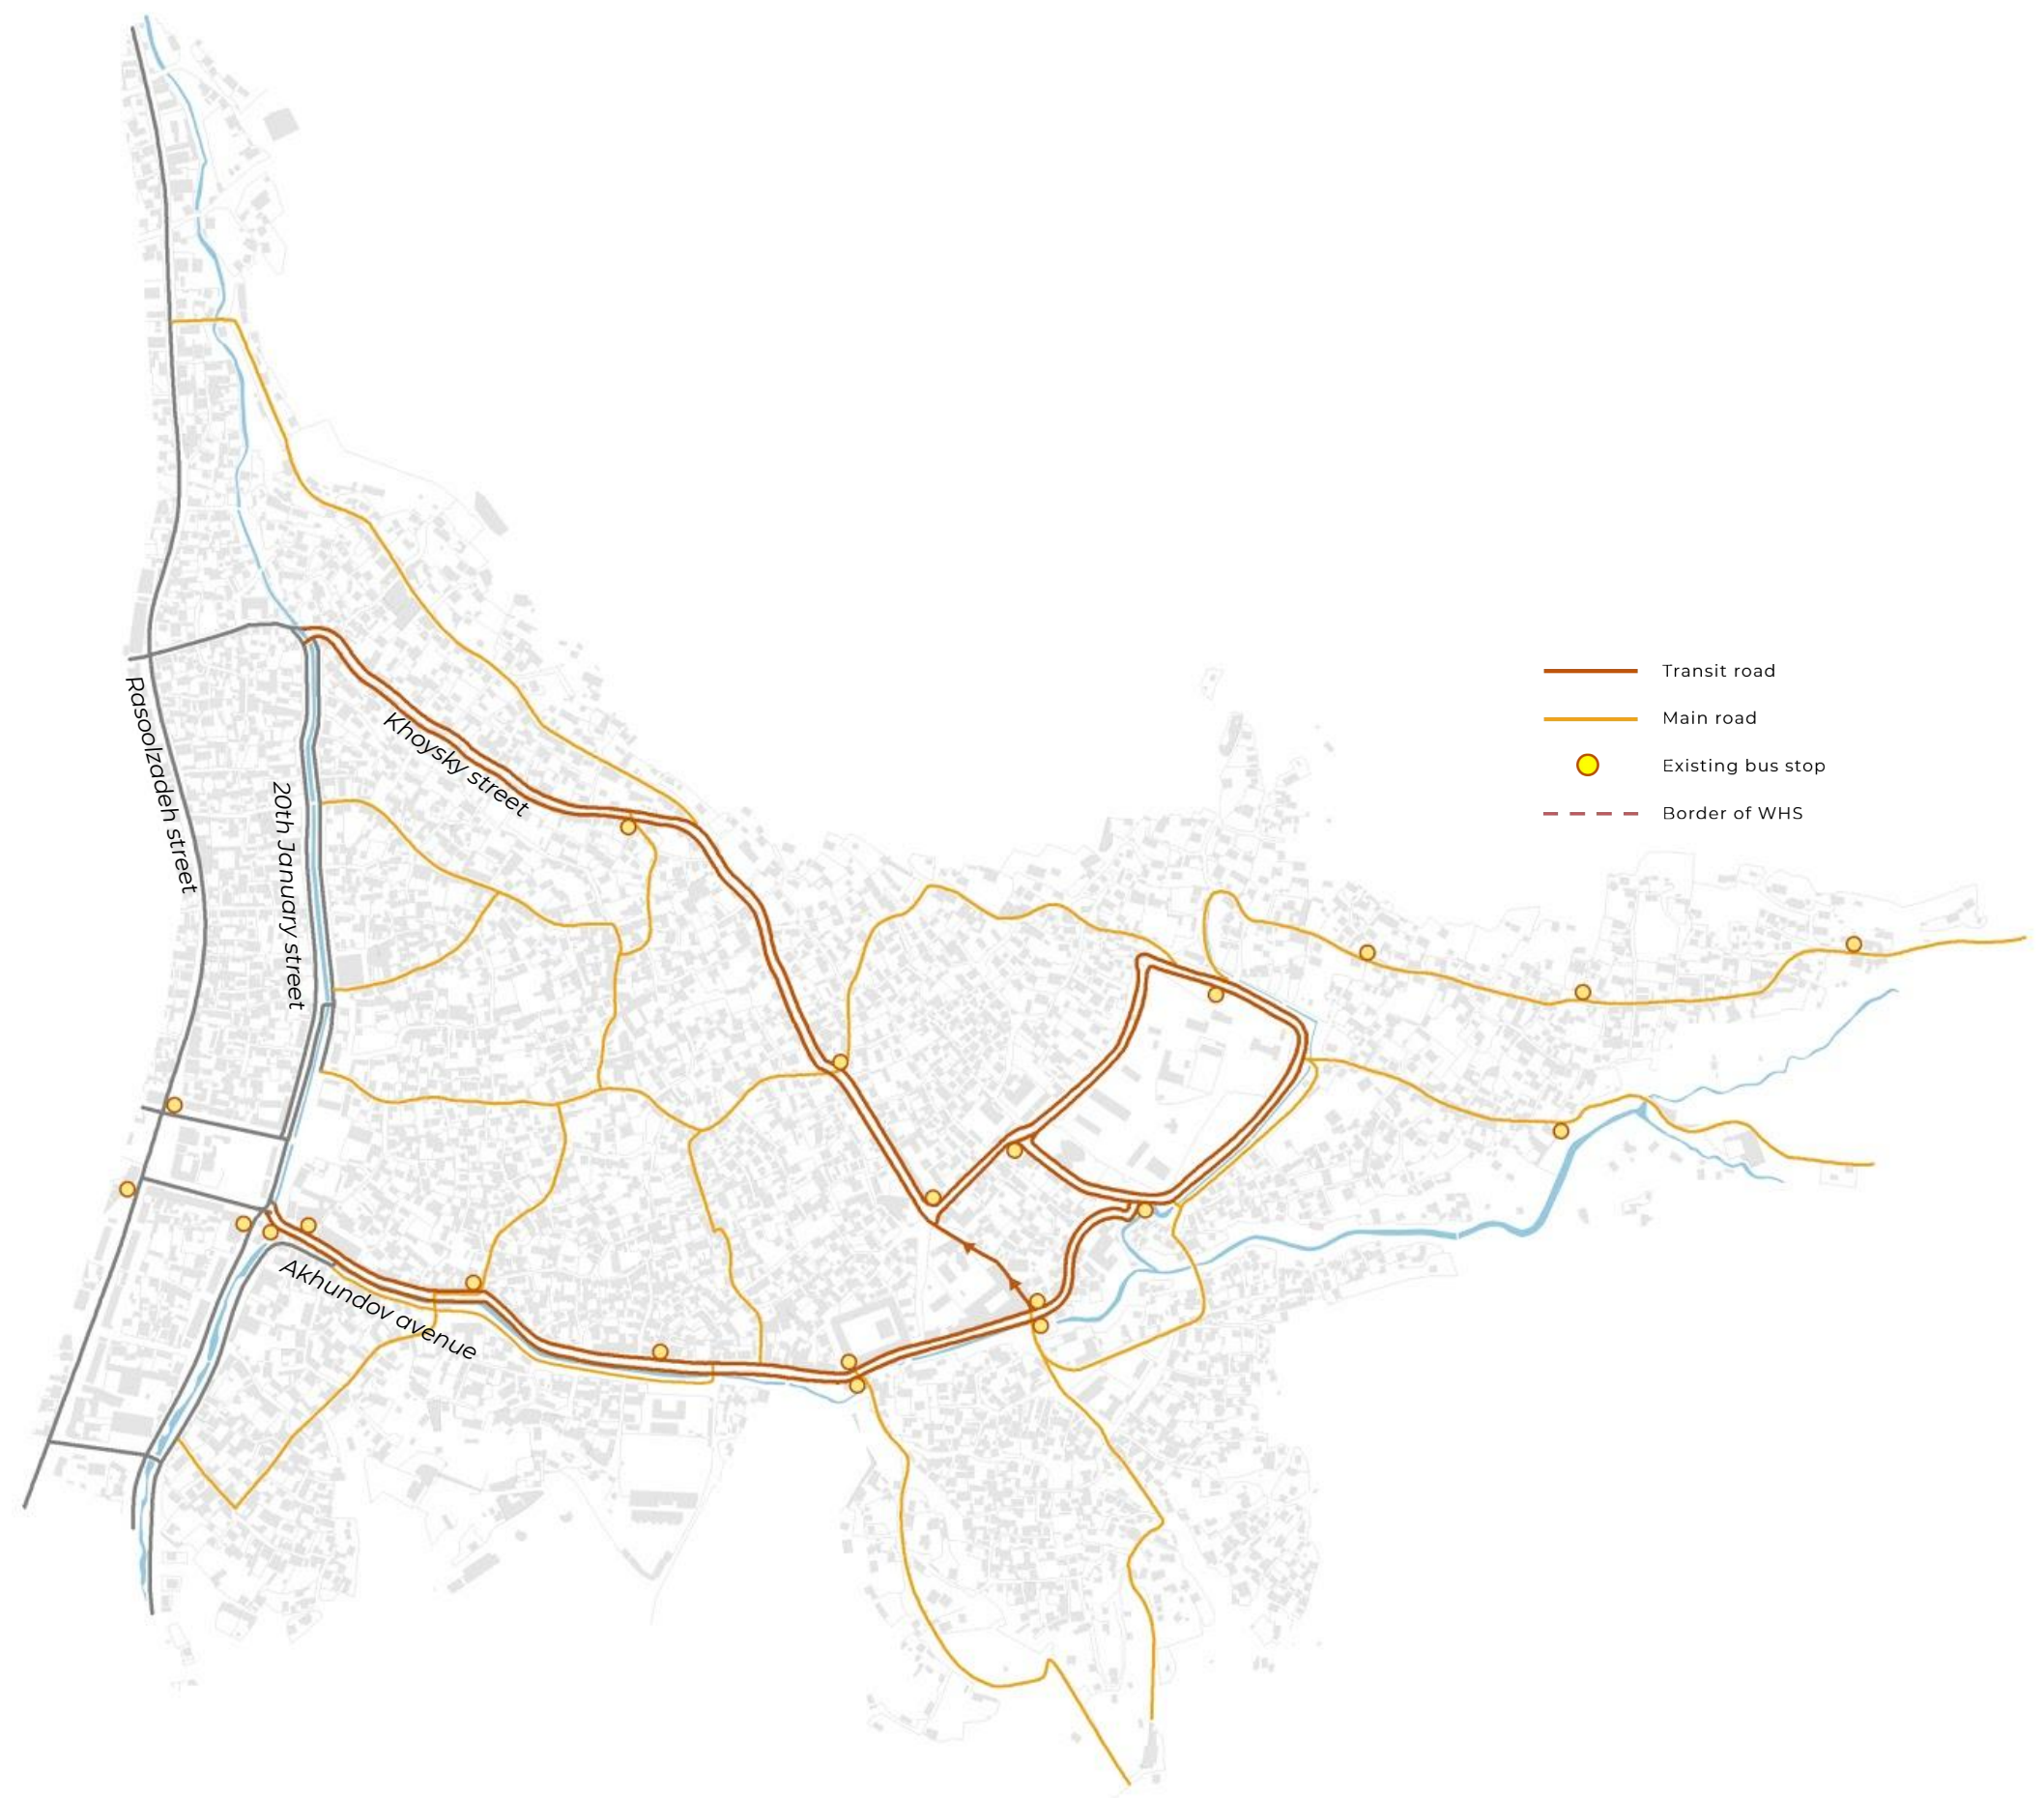 Rasoolzadeh street
20th January street
Khoysky street
Akhundov avenue
Transit road
Main road
Existing bus stop
Border of WHS